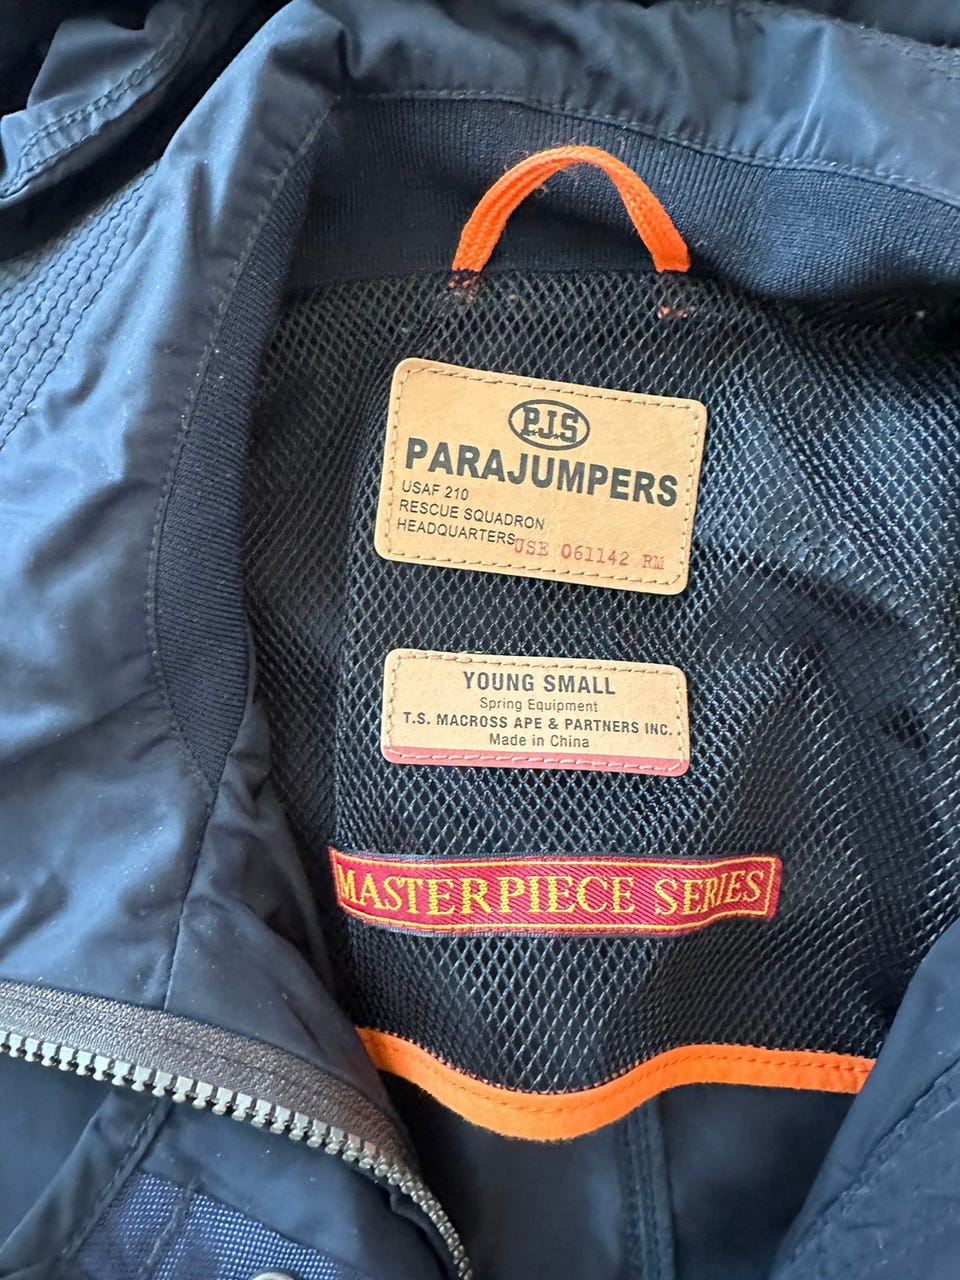 P.J.S
PARAJUMPERS
USAF 210
RESCUE SQUADRON
HEADQUARTERS
USE 061142 RM
YOUNG SMALL
Spring Equipment
T.S. MACROSS APE & PARTNERS INC.
Made in China
MASTERPIECE SERIES